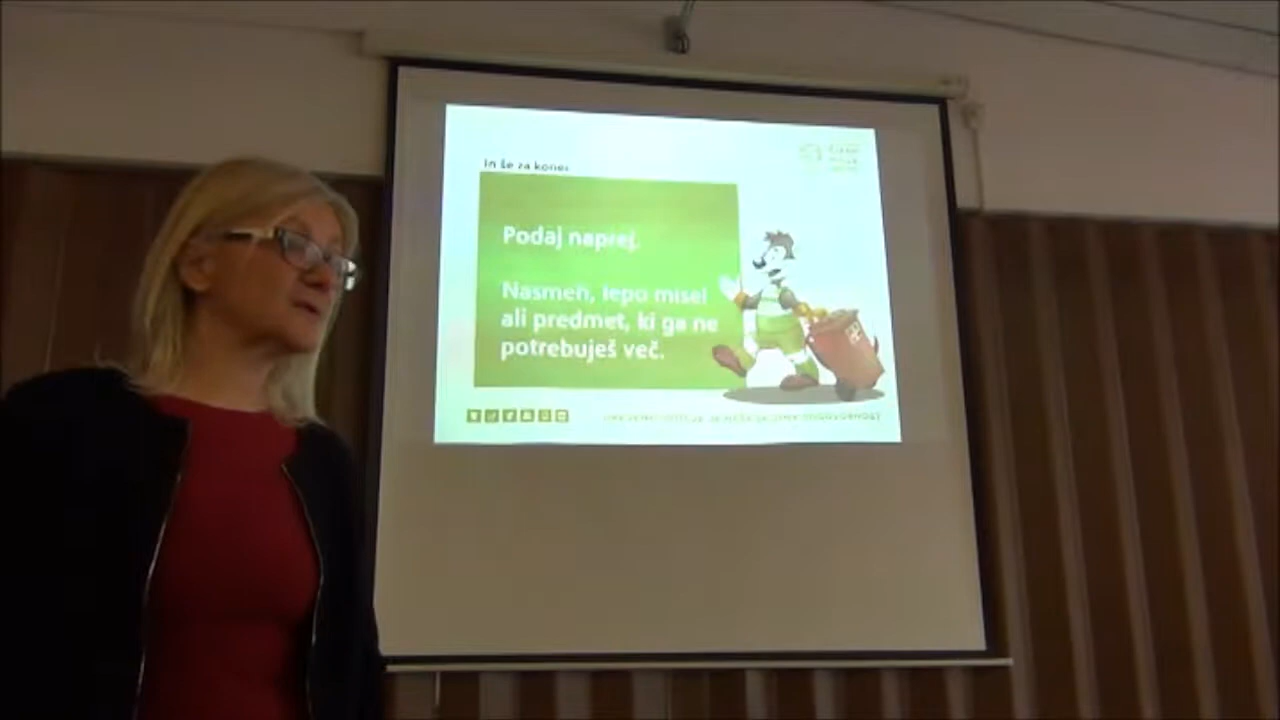 In še za konec
Podaj naprej.
Nasmeh, lepo misel
ali predmet, ki ga ne
potrebuješ več.